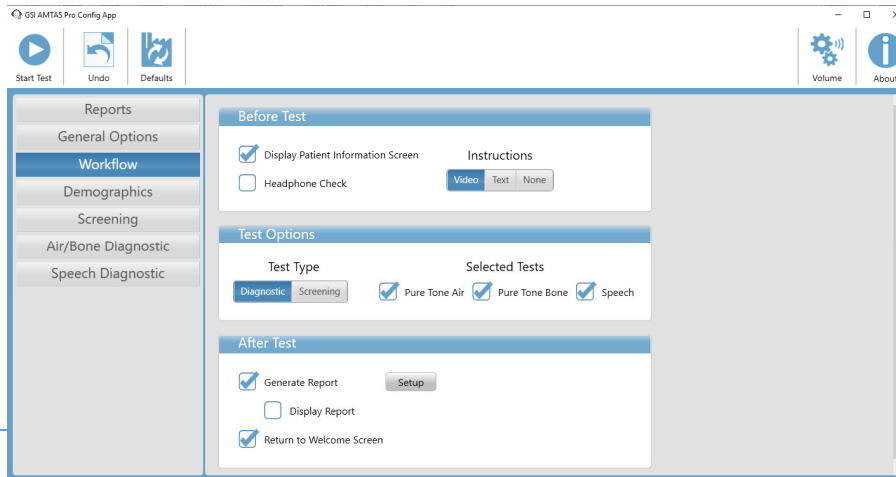 GSI AMTAS Pro Config App
Start Test
Undo
Defaults
Volume
About
Reports
General Options
Workflow
Demographics
Screening
Air/Bone Diagnostic
Speech Diagnostic
Before Test
Display Patient Information Screen
Headphone Check
Instructions
Video Text None
Test Options
Test Type
Diagnostic Screening
Selected Tests
Pure Tone Air Pure Tone Bone Speech
After Test
Generate Report Setup
Display Report
Return to Welcome Screen